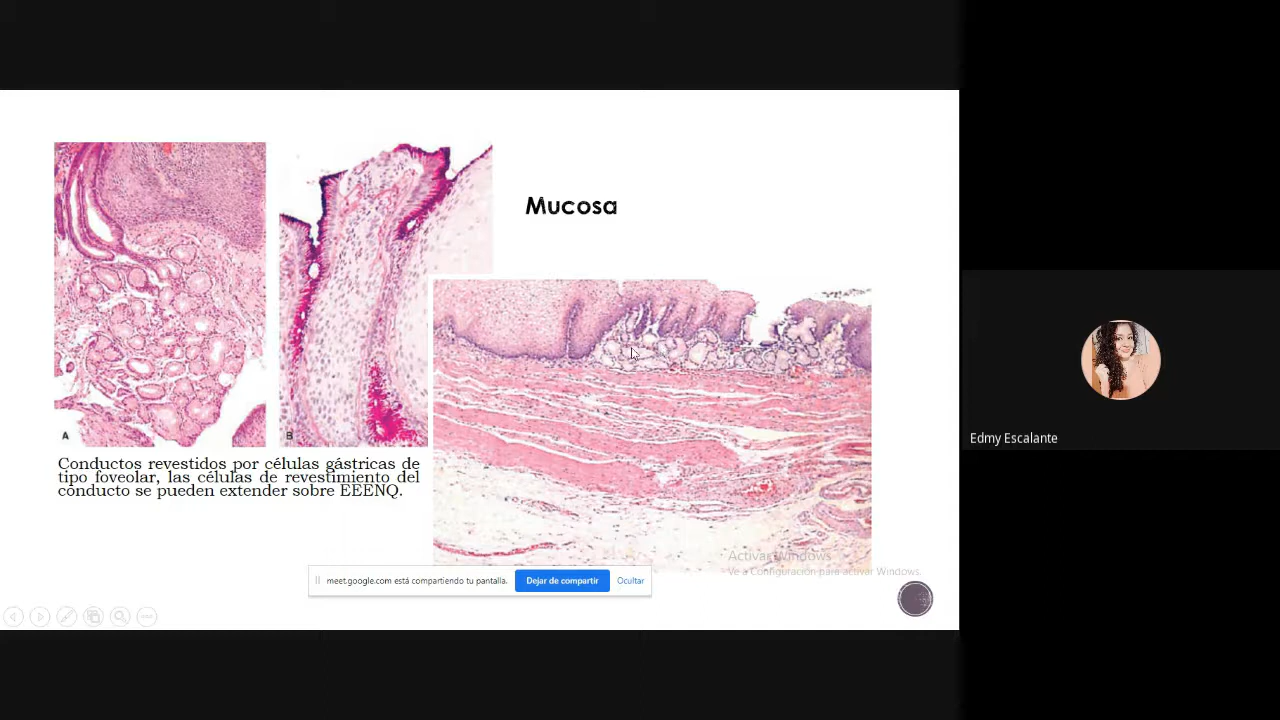 Mucosa
A
B
Conductos revestidos por células gástricas de
tipo foveolar, las células de revestimiento del
conducto se pueden extender sobre EEENQ.
Edmy Escalante
Activar Windows
Ve a Configuración para activar Windows.
meet.google.com está compartiendo tu pantalla.
Dejar de compartir
Ocultar